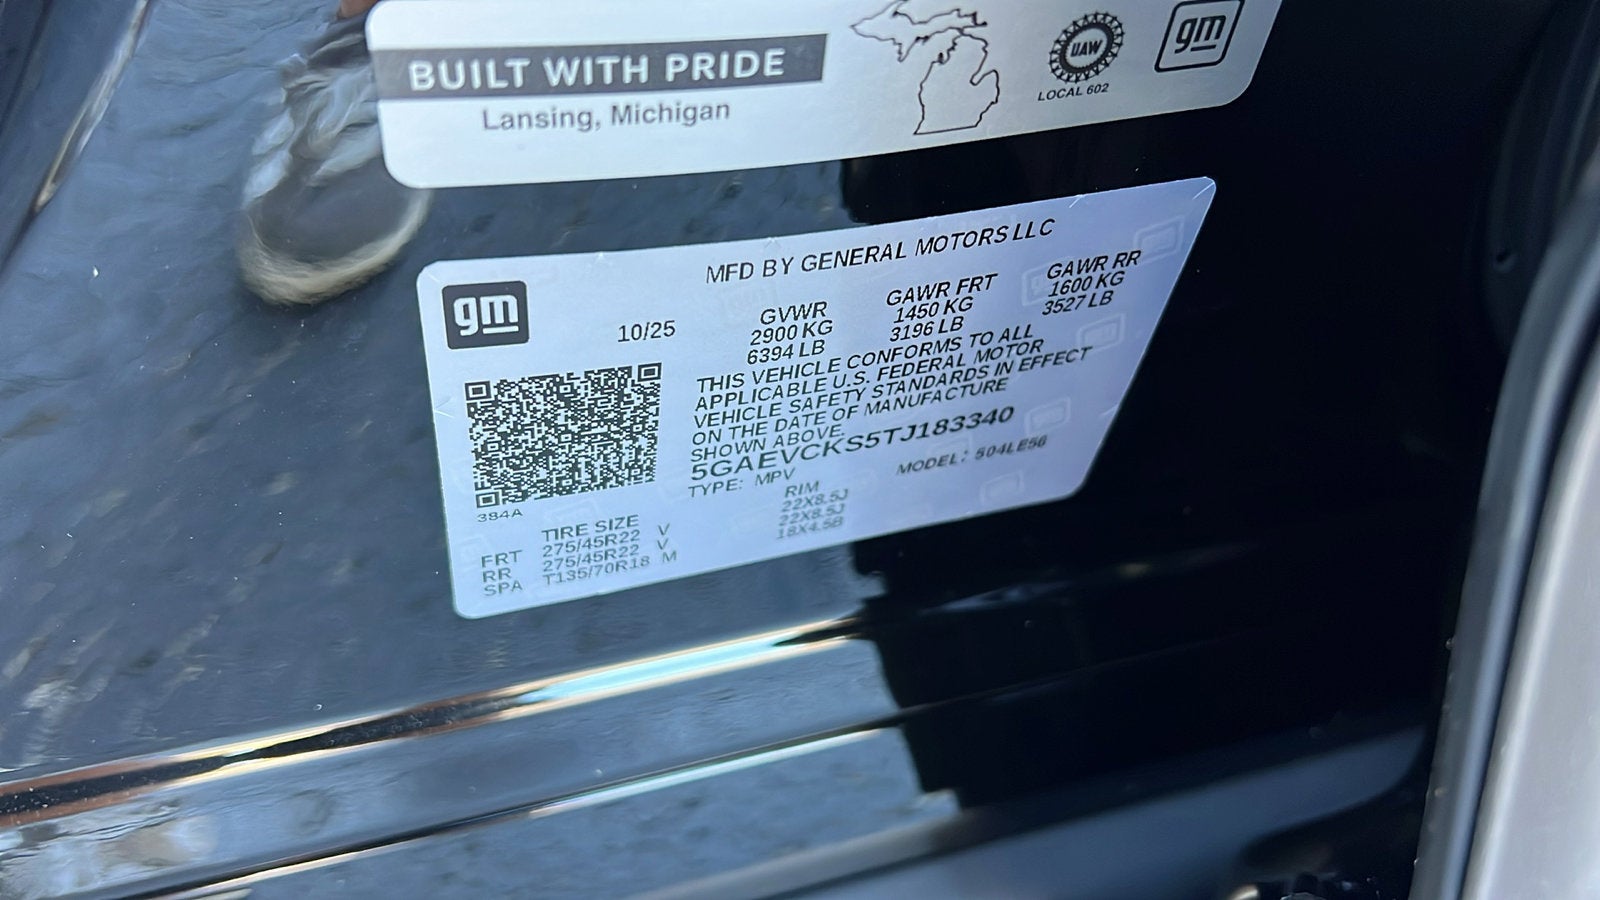 BUILT WITH PRIDE
Lansing, Michigan
UAW
LOCAL 602
gm
MFD BY GENERAL MOTORS LLC
gm
10/25
GVWR GAWR FRT GAWR RR
2900 KG 1450 KG 1600 KG
6394 LB 3196 LB 3527 LB
THIS VEHICLE CONFORMS TO ALL
APPLICABLE U.S. FEDERAL MOTOR
VEHICLE SAFETY STANDARDS IN EFFECT
ON THE DATE OF MANUFACTURE
SHOWN ABOVE.
5GAEVCKS5TJ183340
TYPE: MPV MODEL: 504LE56
384A
TIRE SIZE RIM
FRT 275/45R22 V 22X8.5J
RR 275/45R22 V 22X8.5J
SPA T135/70R18 M 18X4.5B